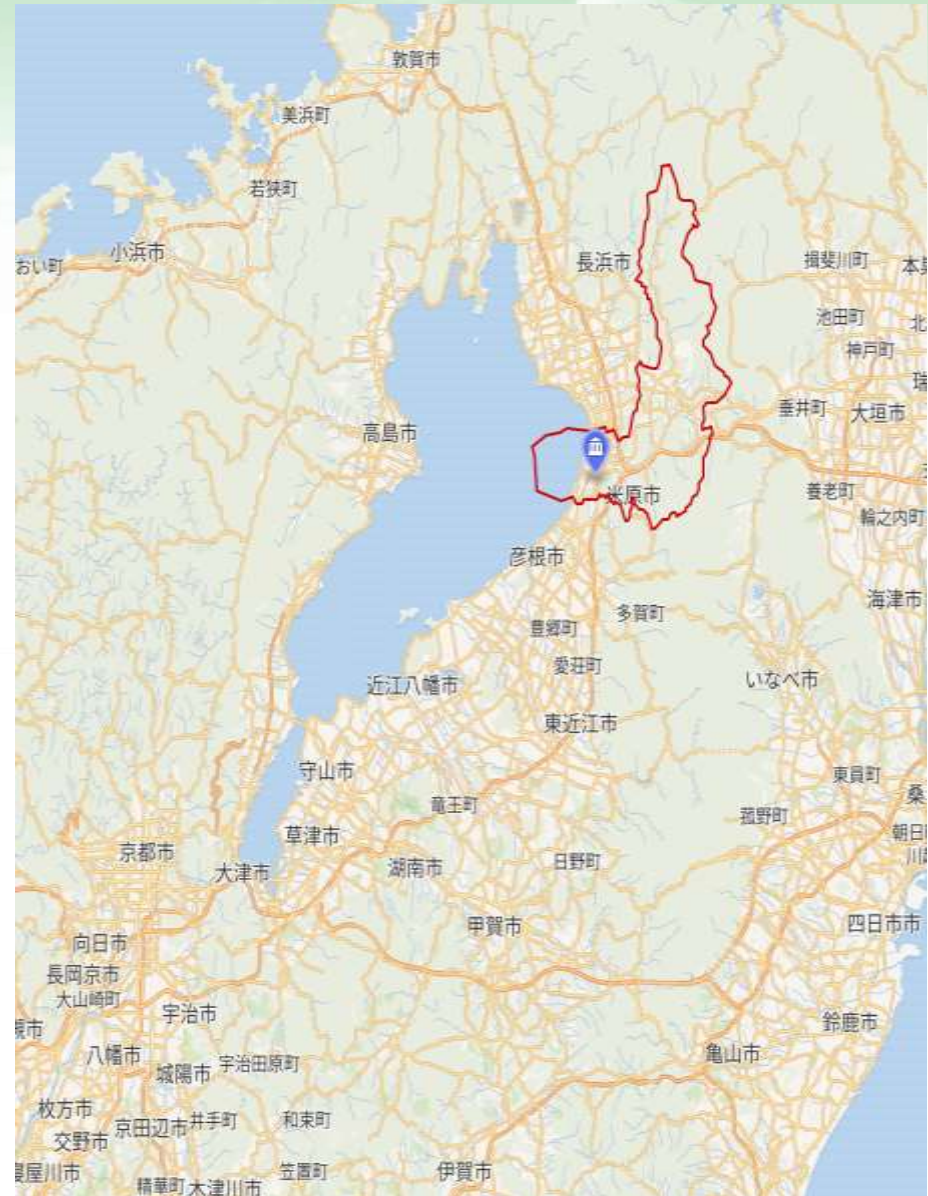 敦賀市
美浜町
若狭町
小浜市
おい町
長浜市
揖斐川町
池田町
神戸町
垂井町
大垣市
高島市
米原市
養老町
輪之内町
彦根市
海津市
多賀町
豊郷町
愛荘町
いなべ市
近江八幡市
東近江市
守山市
東員町
竜王町
菰野町
草津市
京都市
大津市
湖南市
日野町
甲賀市
四日市市
向日市
長岡京市
大山崎町
宇治市
鈴鹿市
八幡市
城陽市
宇治田原町
亀山市
枚方市
京田辺市
井手町
和束町
交野市
寝屋川市
精華町
木津川市
笠置町
伊賀市